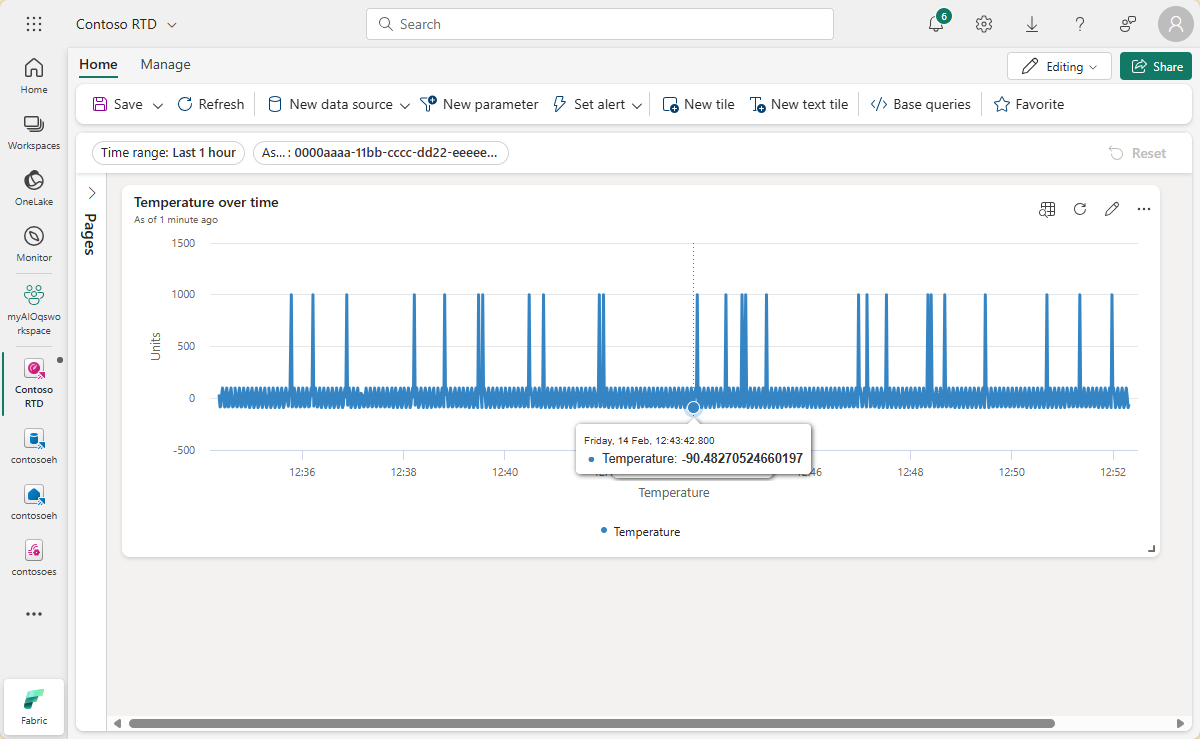 Contoso RTD
Search
6
Home
Manage
Editing
Share
Save
Refresh
New data source
New parameter
Set alert
New tile
New text tile
Base queries
Favorite
Time range: Last 1 hour
As... : 0000aaaa-11bb-cccc-dd22-eeeee...
Reset
Home
Workspaces
OneLake
Monitor
myAIOqswo
rkspace
Contoso
RTD
contosoeh
contosoeh
contosoes
Fabric
Pages
Temperature over time
As of 1 minute ago
1500
1000
500
0
-500
Units
12:36
12:38
12:40
12:48
12:50
12:52
Friday, 14 Feb, 12:43:42.800
Temperature: -90.48270524660197
Temperature
Temperature